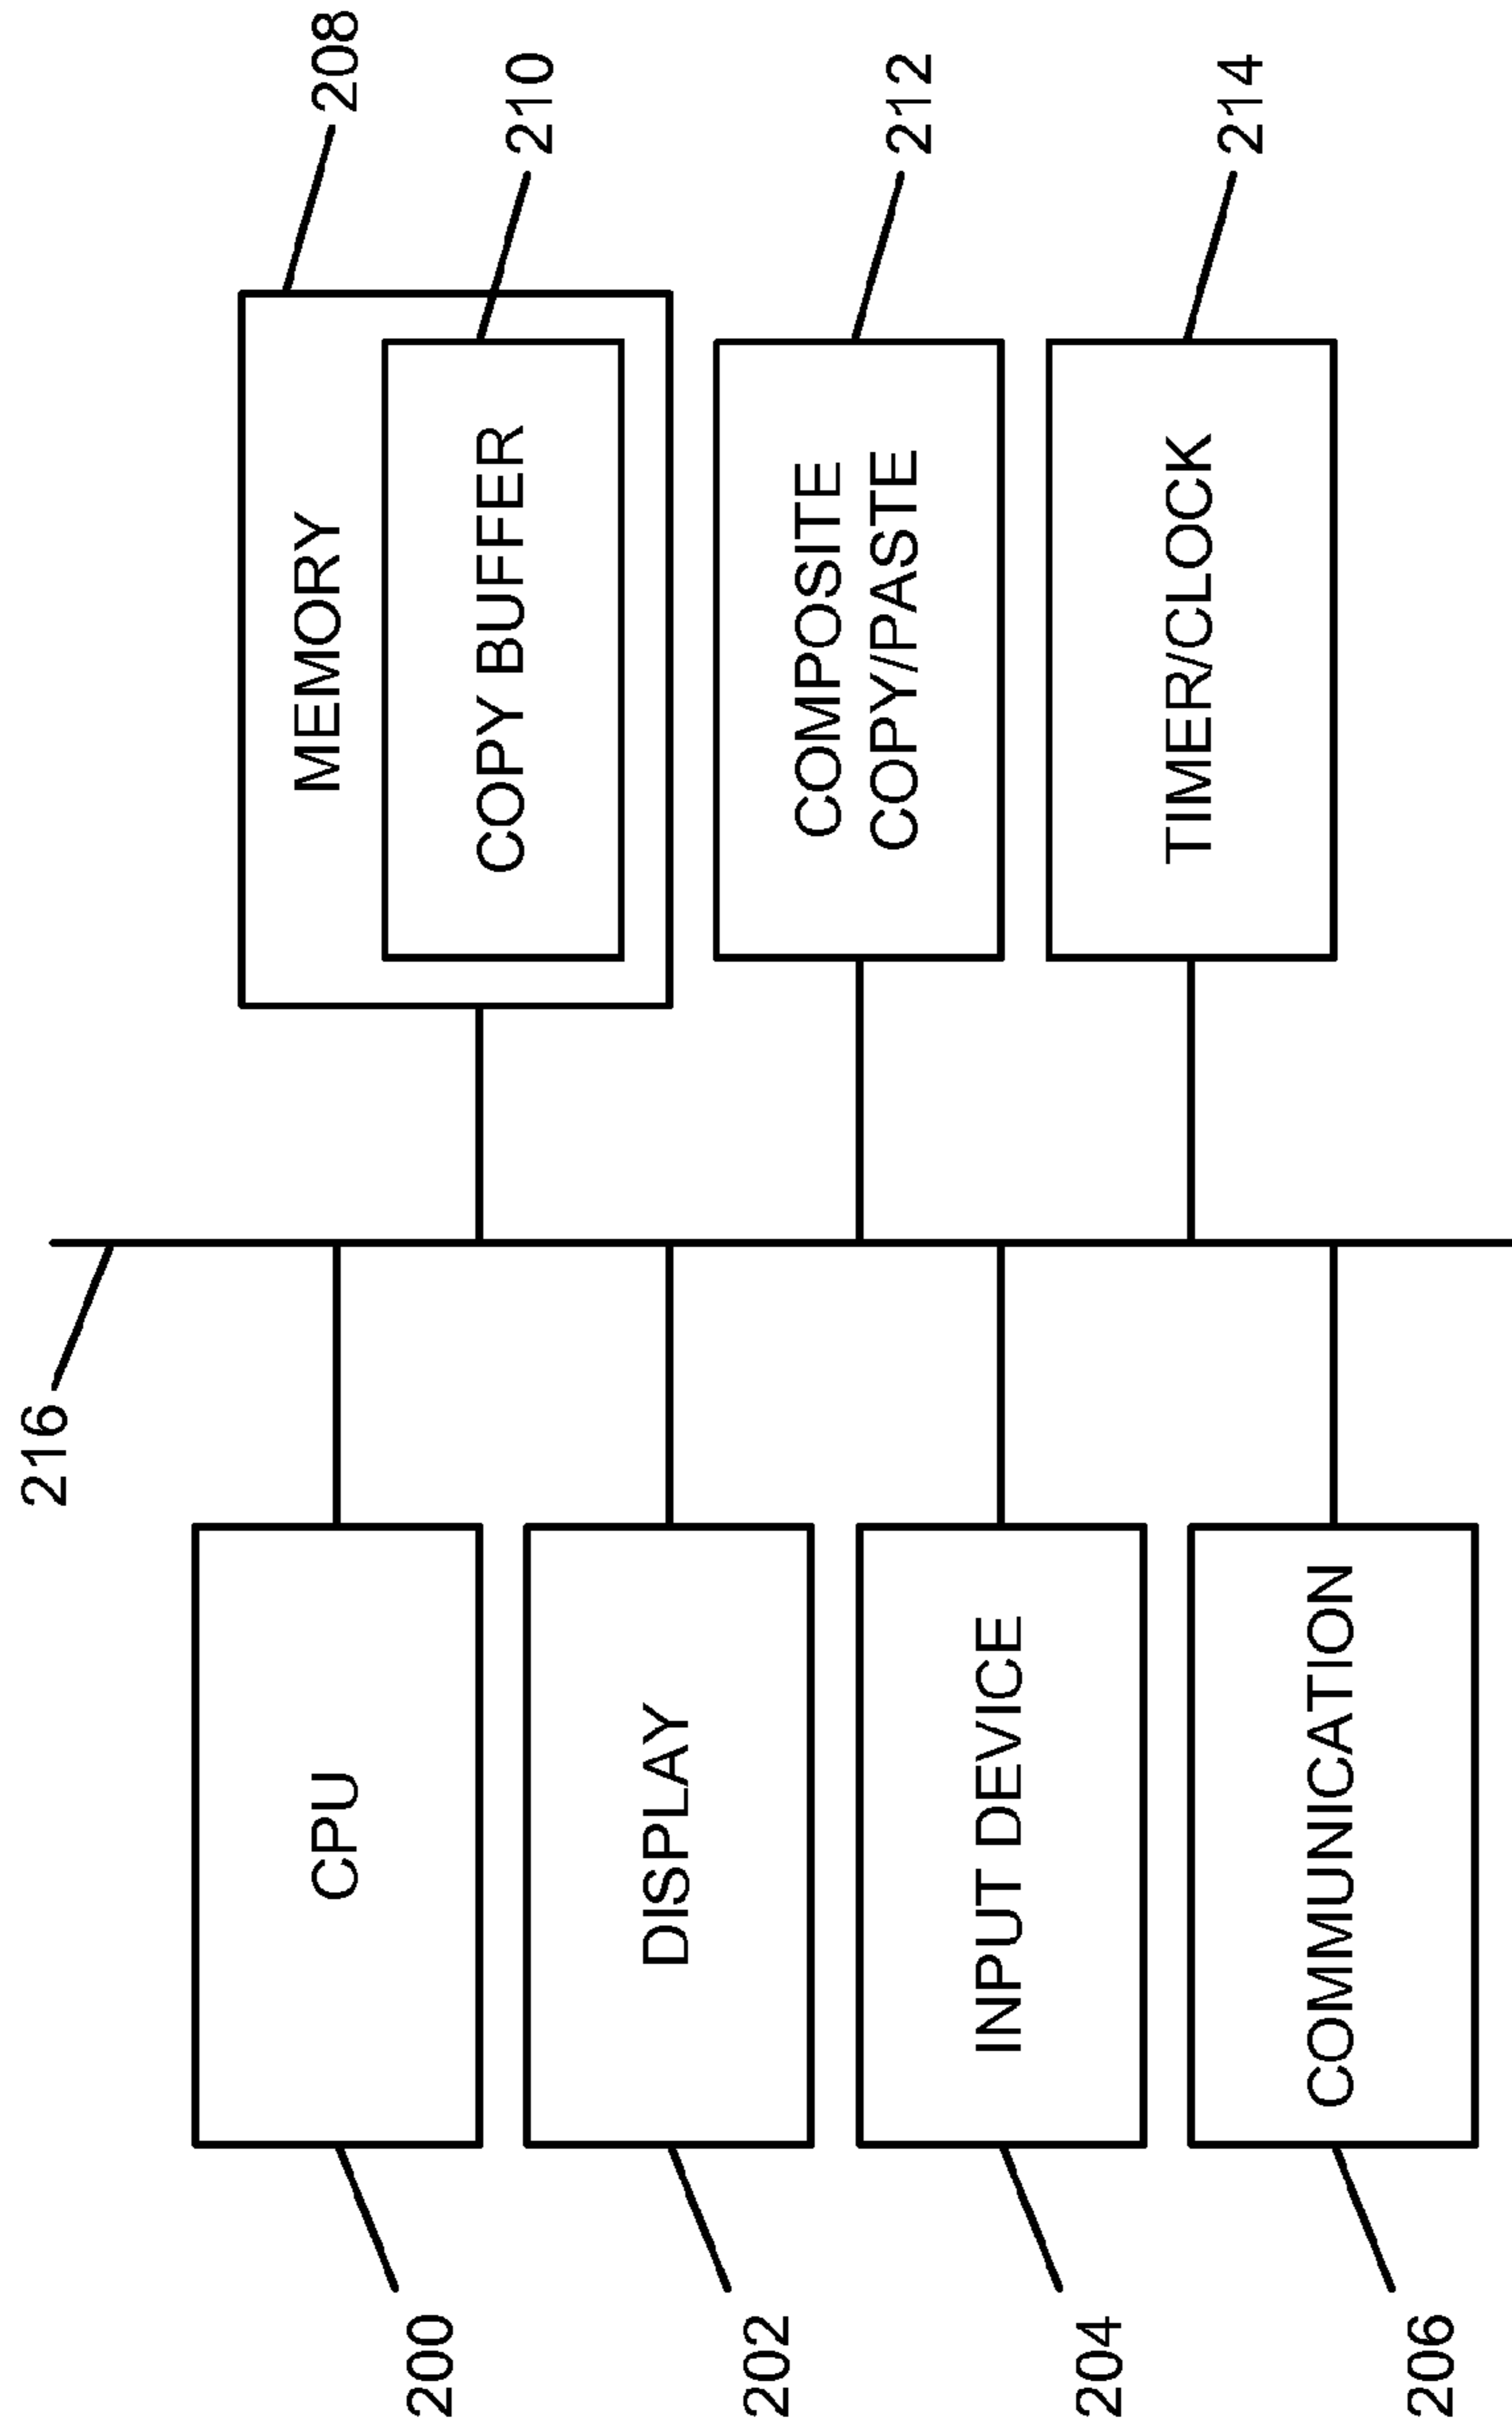 216
200
CPU
MEMORY
208
COPY BUFFER
210
202
DISPLAY
COMPOSITE
COPY/PASTE
212
204
INPUT DEVICE
TIMER/CLOCK
214
206
COMMUNICATION